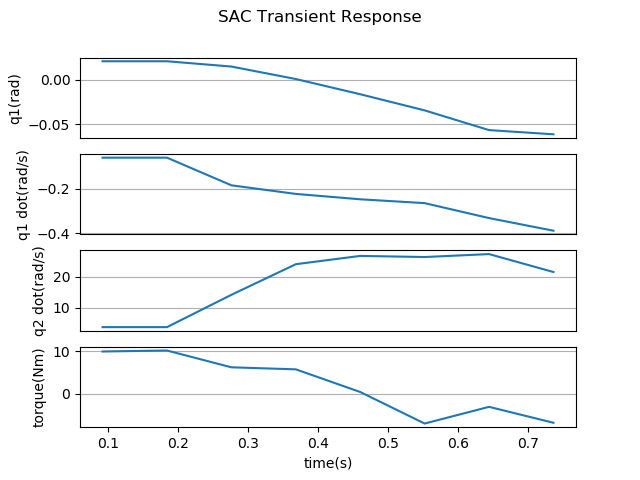 SAC Transient Response
q1(rad)
0.00
−0.05
q1 dot(rad/s)
−0.2
−0.4
q2 dot(rad/s)
20
10
torque(Nm)
10
0
0.1 0.2 0.3 0.4 0.5 0.6 0.7
time(s)